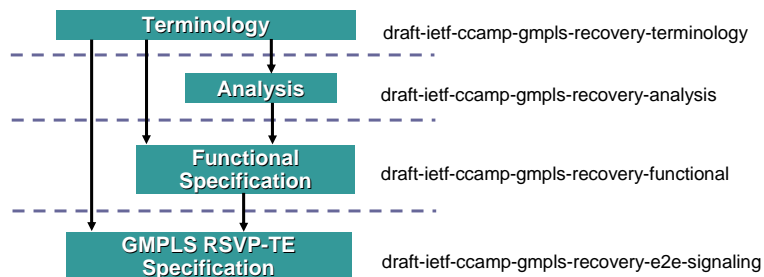 Terminology
draft-ietf-ccamp-gmpls-recovery-terminology
Analysis
draft-ietf-ccamp-gmpls-recovery-analysis
Functional
Specification
draft-ietf-ccamp-gmpls-recovery-functional
GMPLS RSVP-TE
Specification
draft-ietf-ccamp-gmpls-recovery-e2e-signaling